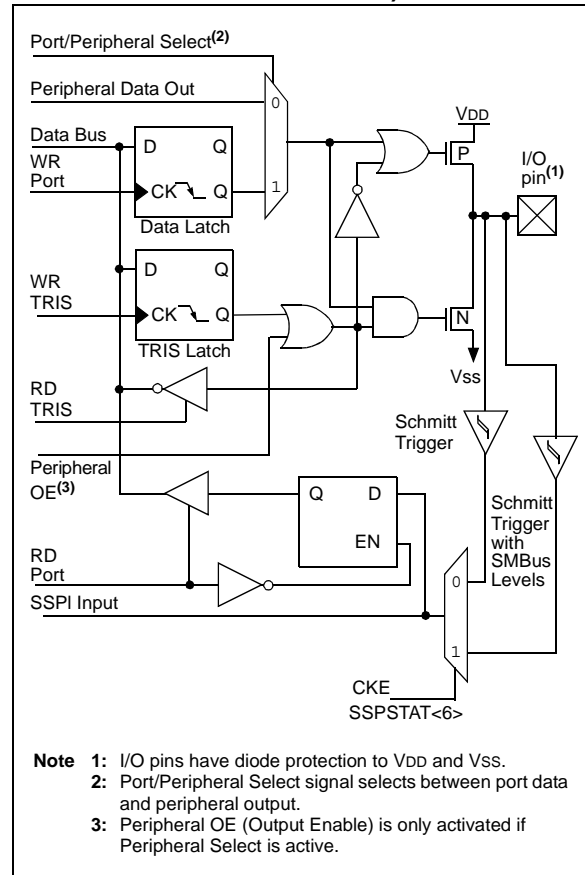 Port/Peripheral Select(2)
Peripheral Data Out
0
VDD
Data Bus
D Q
P
I/O
pin(1)
WR
Port
CK Q
1
Data Latch
D Q
WR
TRIS
CK Q
N
TRIS Latch
Vss
RD
TRIS
Schmitt
Trigger
Peripheral
OE(3)
Q D
EN
Schmitt
Trigger
with
SMBus
Levels
RD
Port
0
SSPI Input
1
CKE
SSPSTAT<6>
Note 1: I/O pins have diode protection to VDD and VSS.
2: Port/Peripheral Select signal selects between port data
and peripheral output.
3: Peripheral OE (Output Enable) is only activated if
Peripheral Select is active.